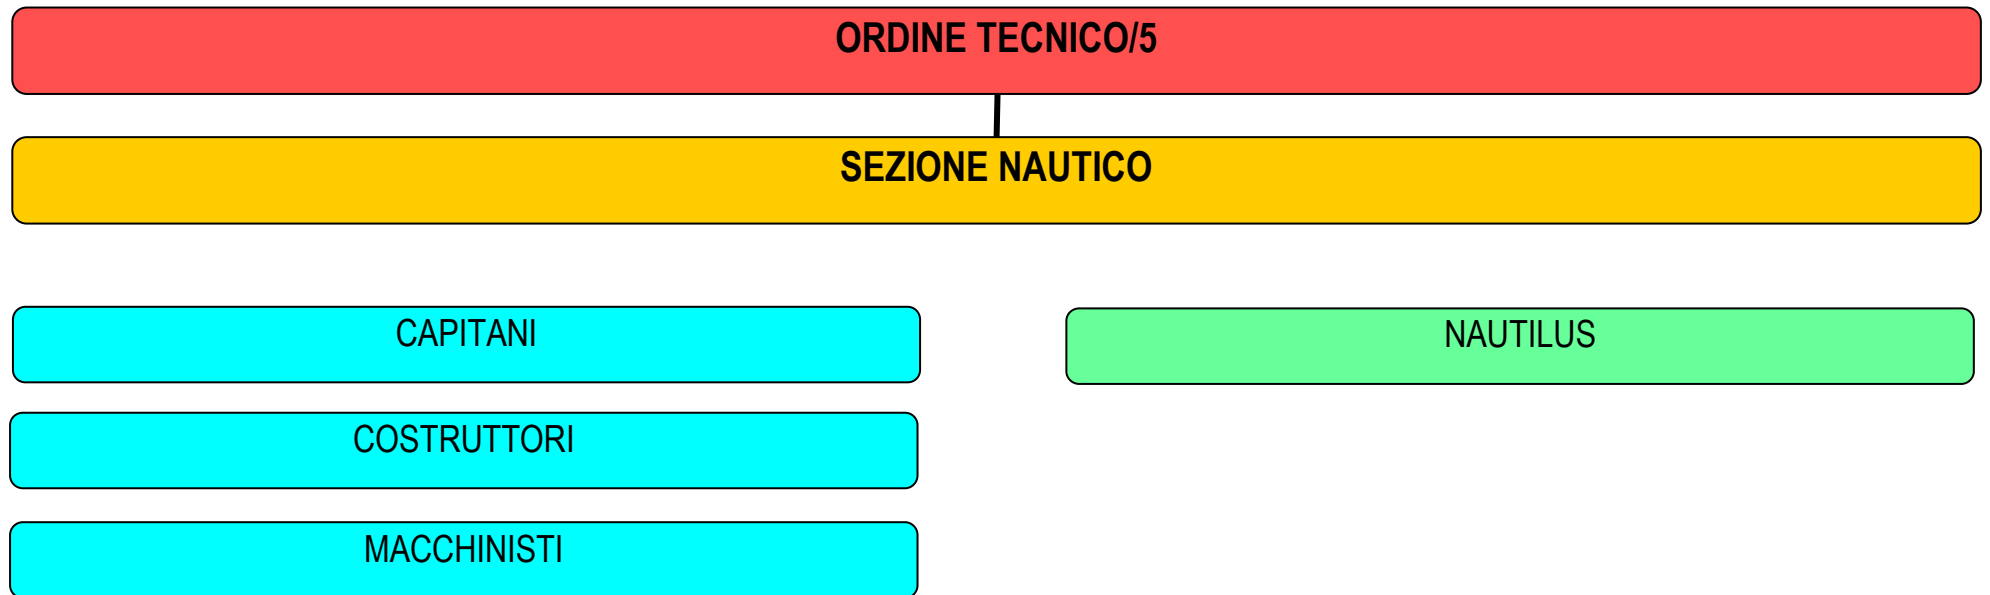 ORDINE TECNICO/5
SEZIONE NAUTICO
CAPITANI
NAUTILUS
COSTRUTTORI
MACCHINISTI